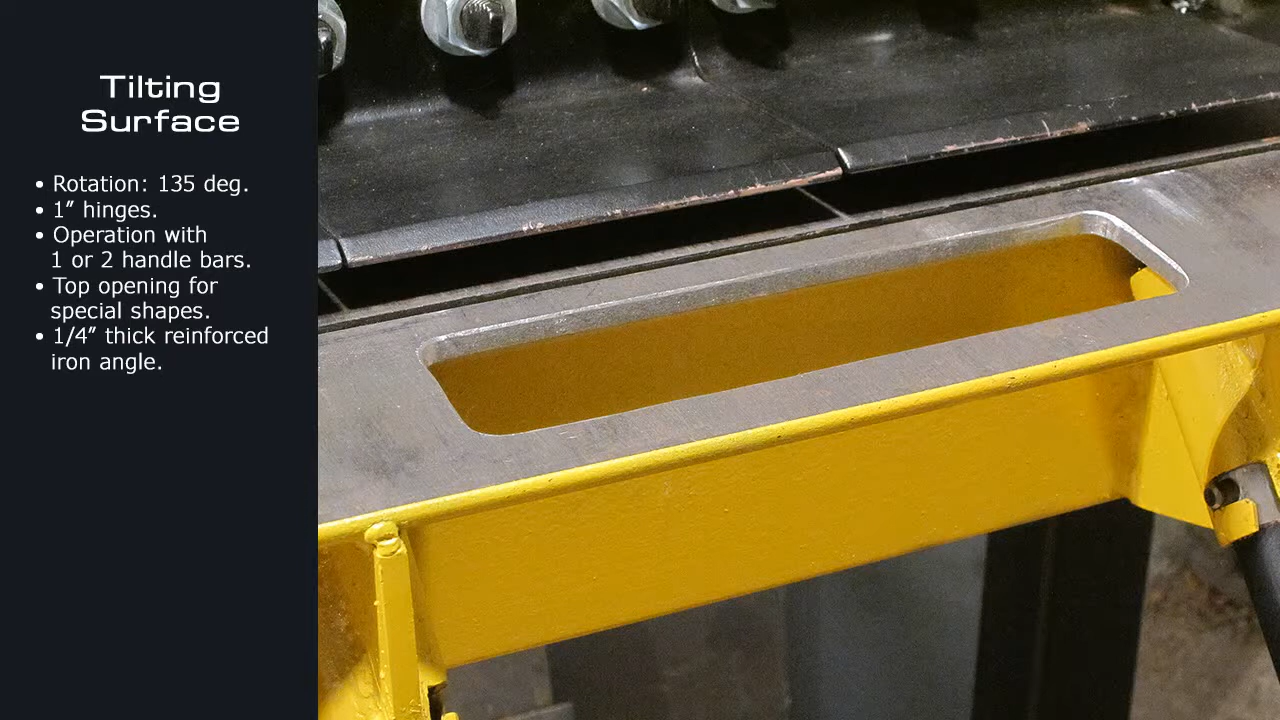 Tilting
Surface
• Rotation: 135 deg.
• 1″ hinges.
• Operation with
1 or 2 handle bars.
• Top opening for
special shapes.
• 1/4″ thick reinforced
iron angle.